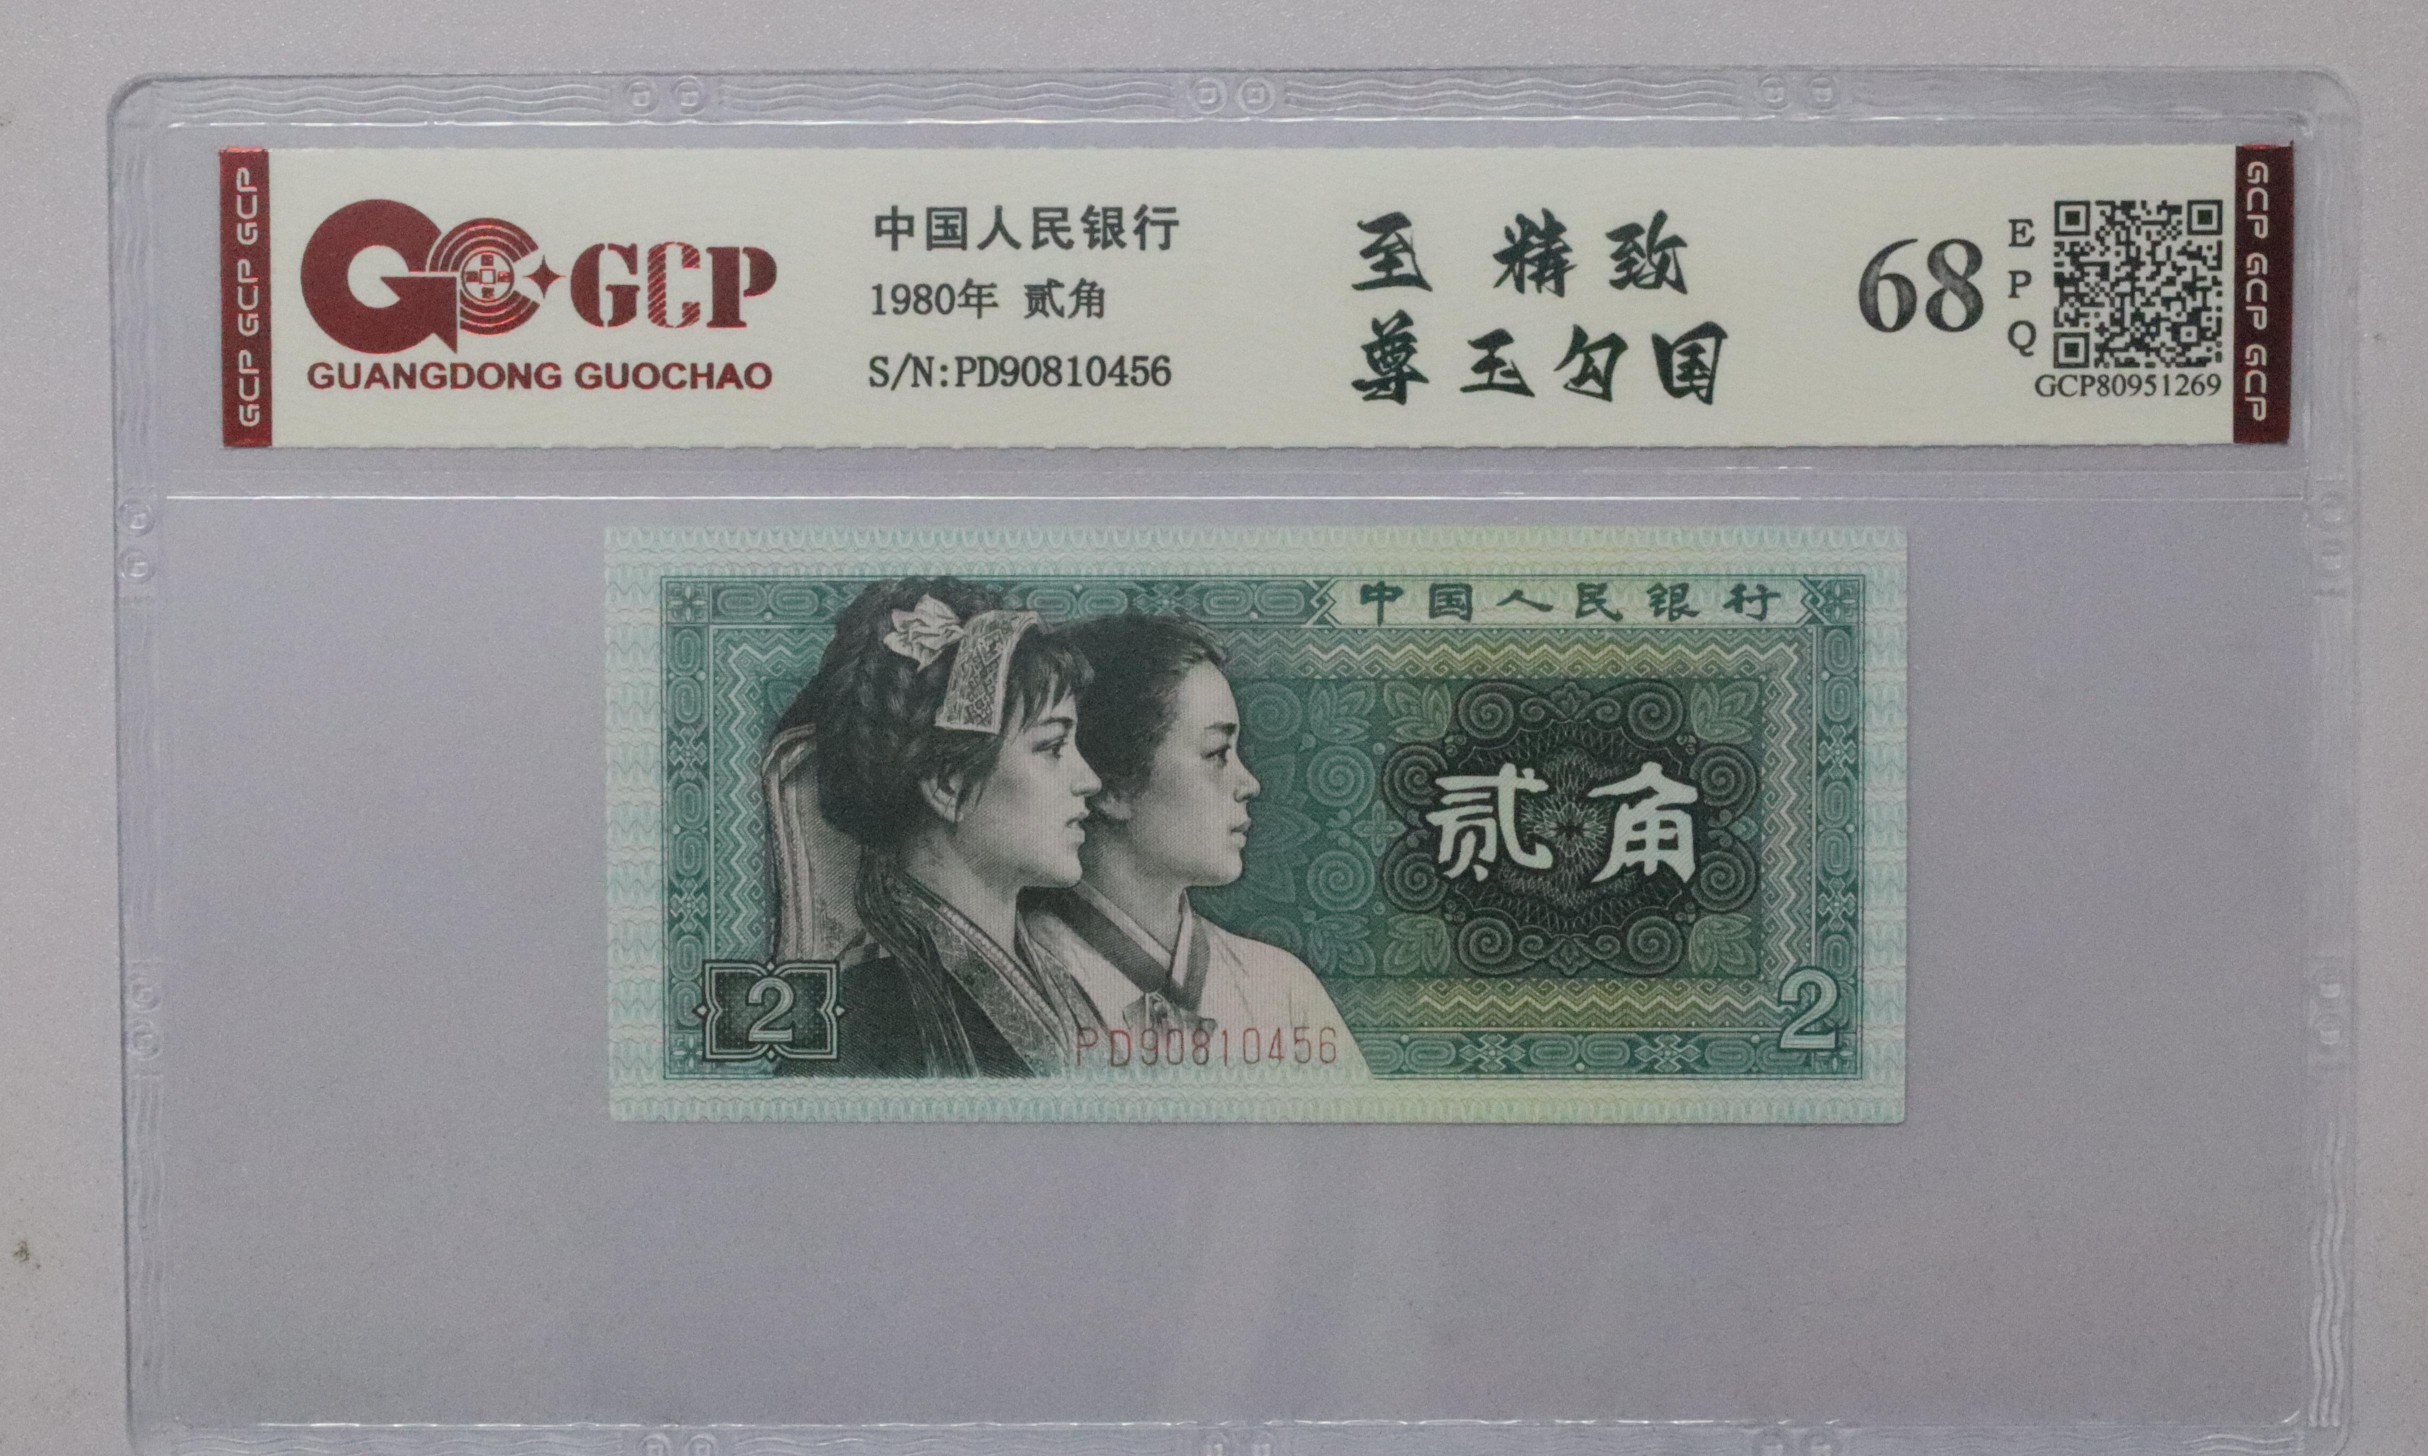 GCP GCP GCP
GCP
GUANGDONG GUOCHAO
中国人民银行
1980年 贰角
S/N:PD90810456
至 精 致
尊 玉 勾 国
68
E
P
Q
GCP80951269
GCP GCP GCP
中国人民银行
贰角
2
PD90810456
2